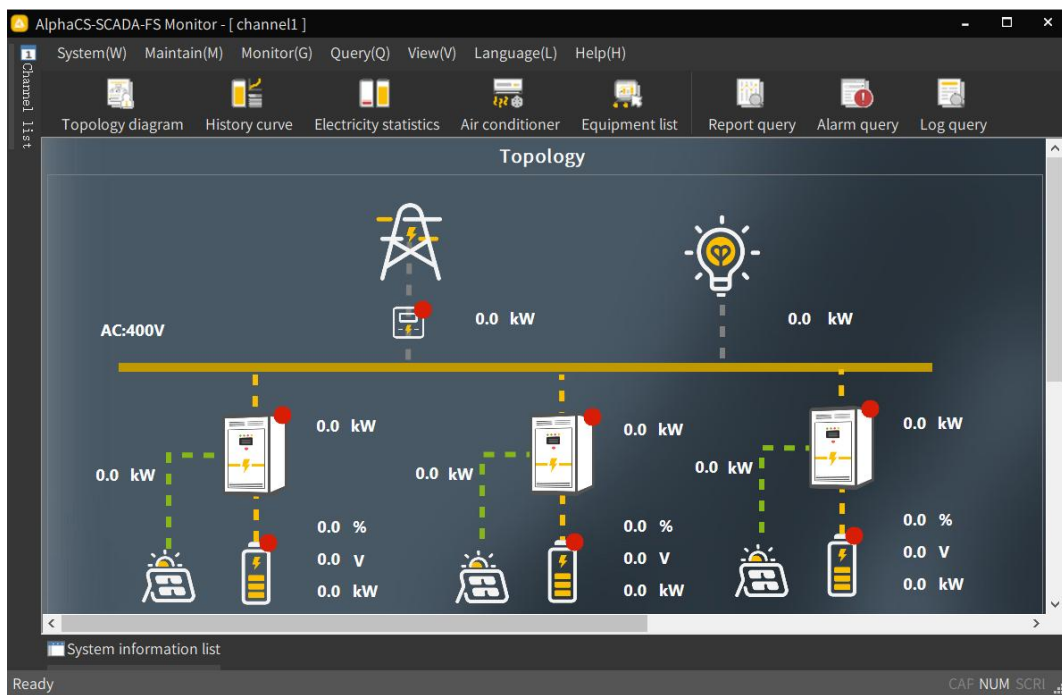 AlphaCS-SCADA-FS Monitor - [ channel1 ]
System(W) Maintain(M) Monitor(G) Query(Q) View(V) Language(L) Help(H)
1 Channel list
Topology diagram History curve Electricity statistics Air conditioner Equipment list Report query Alarm query Log query
Topology
0.0 kW 0.0 kW
AC:400V
0.0 kW 0.0 kW 0.0 kW
0.0 kW 0.0 kW 0.0 kW
0.0 % 0.0 % 0.0 %
0.0 V 0.0 V 0.0 V
0.0 kW 0.0 kW 0.0 kW
System information list
Ready CAF NUM SCRI